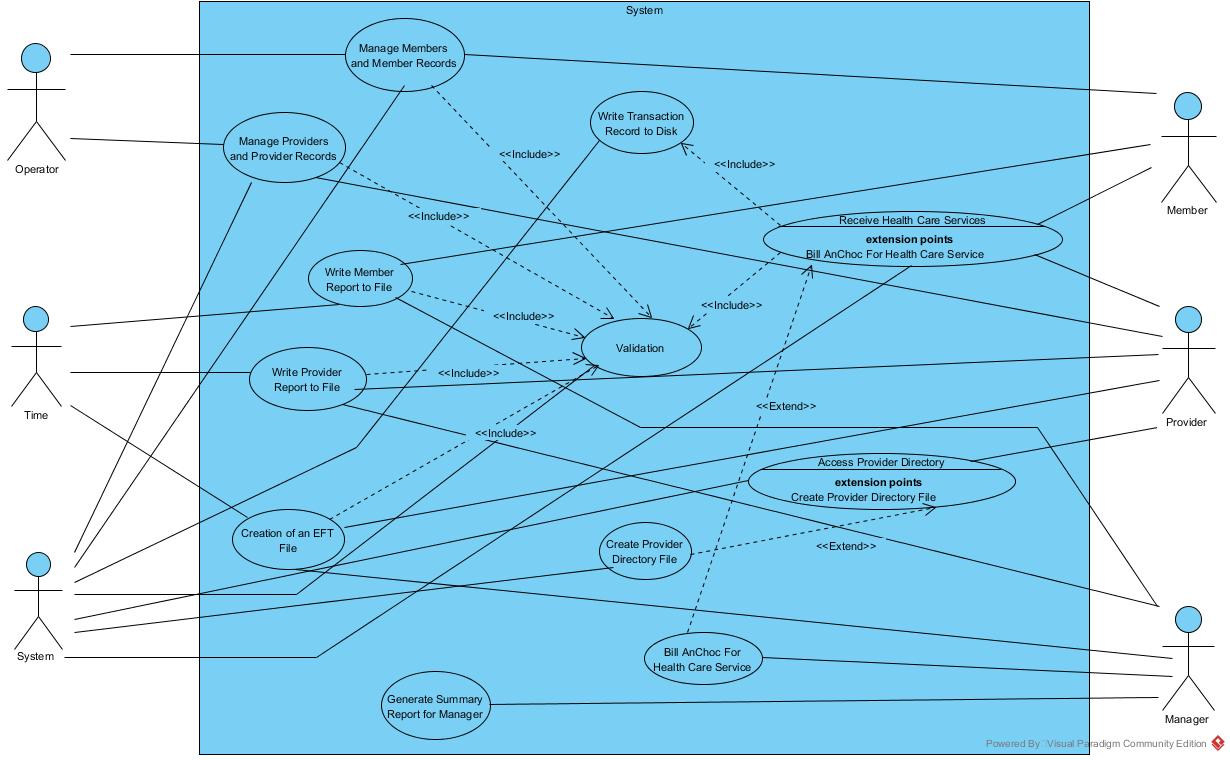 System
Manage Members
and Member Records
Write Transaction
Record to Disk
Manage Providers
and Provider Records
Operator
<<Include>>
<<Include>>
<<Include>>
Member
Receive Health Care Services
extension points
Bill AnChoc For Health Care Service
Write Member
Report to File
<<Include>>
<<Include>>
Validation
Write Provider
Report to File
<<Include>>
Time
<<Extend>>
Provider
<<Include>>
Access Provider Directory
extension points
Create Provider Directory File
Creation of an EFT
File
Create Provider
Directory File
<<Extend>>
System
Bill AnChoc For
Health Care Service
Generate Summary
Report for Manager
Manager
Powered By Visual Paradigm Community Edition